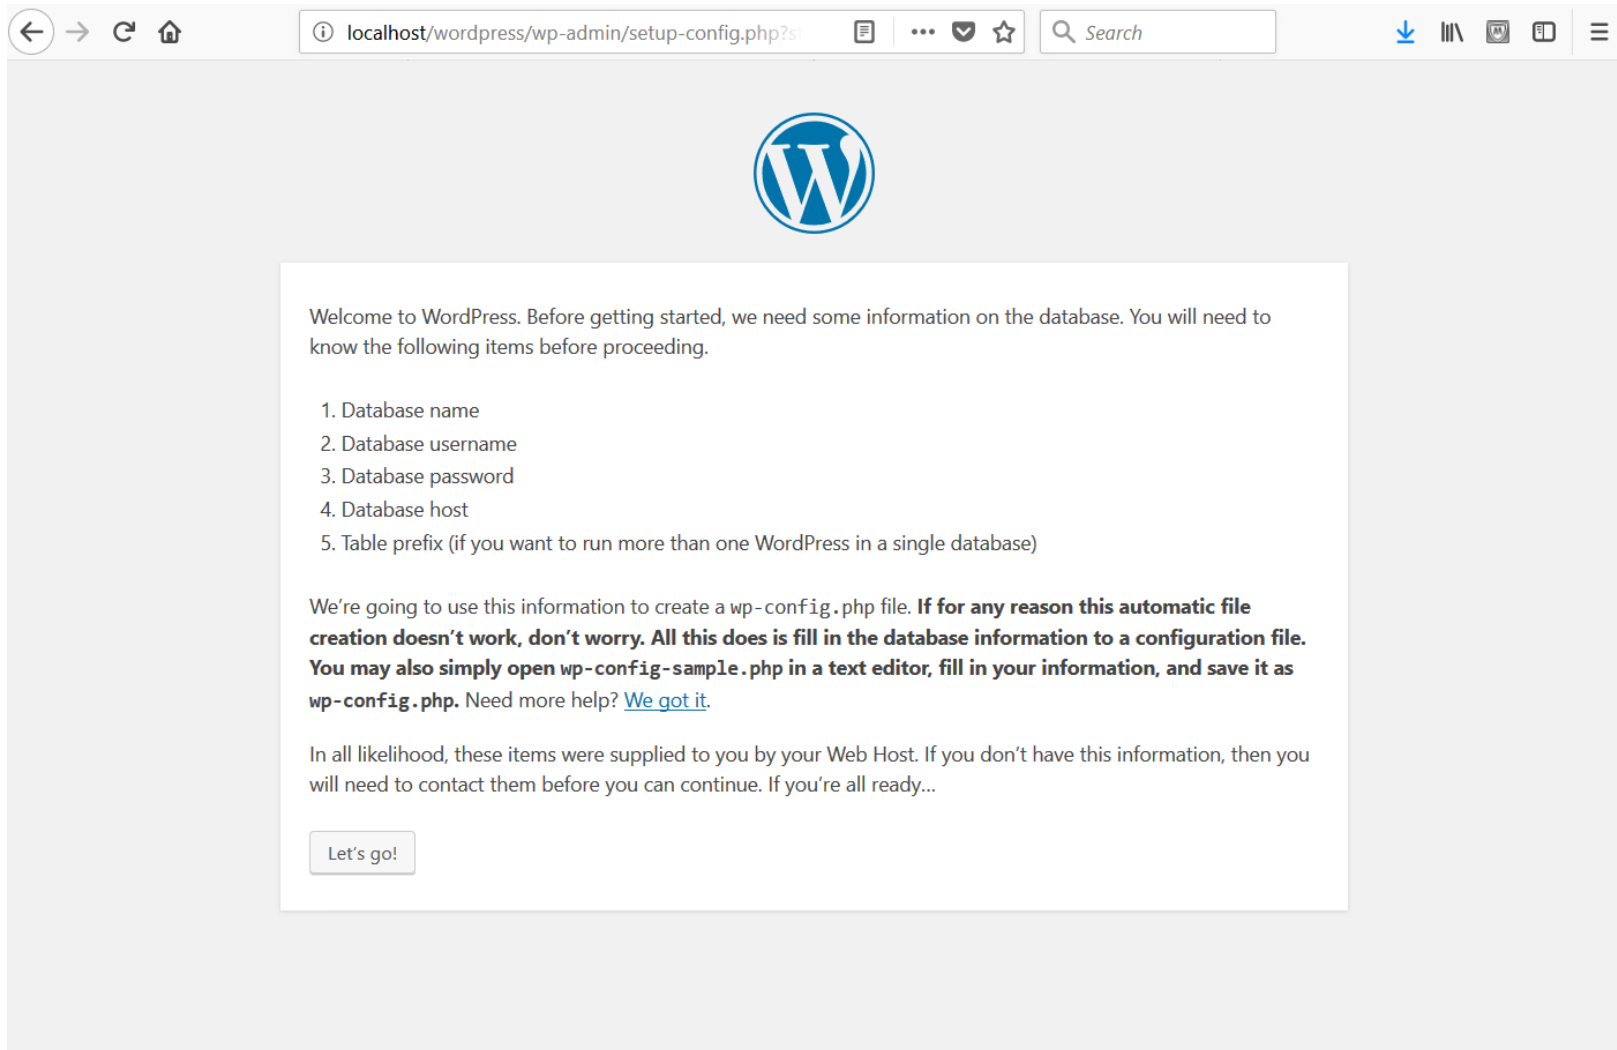 localhost/wordpress/wp-admin/setup-config.php?s
Search
Welcome to WordPress. Before getting started, we need some information on the database. You will need to
know the following items before proceeding.
1. Database name
2. Database username
3. Database password
4. Database host
5. Table prefix (if you want to run more than one WordPress in a single database)
We’re going to use this information to create a wp-config.php file. If for any reason this automatic file
creation doesn’t work, don’t worry. All this does is fill in the database information to a configuration file.
You may also simply open wp-config-sample.php in a text editor, fill in your information, and save it as
wp-config.php. Need more help? We got it.
In all likelihood, these items were supplied to you by your Web Host. If you don’t have this information, then you
will need to contact them before you can continue. If you’re all ready…
Let’s go!